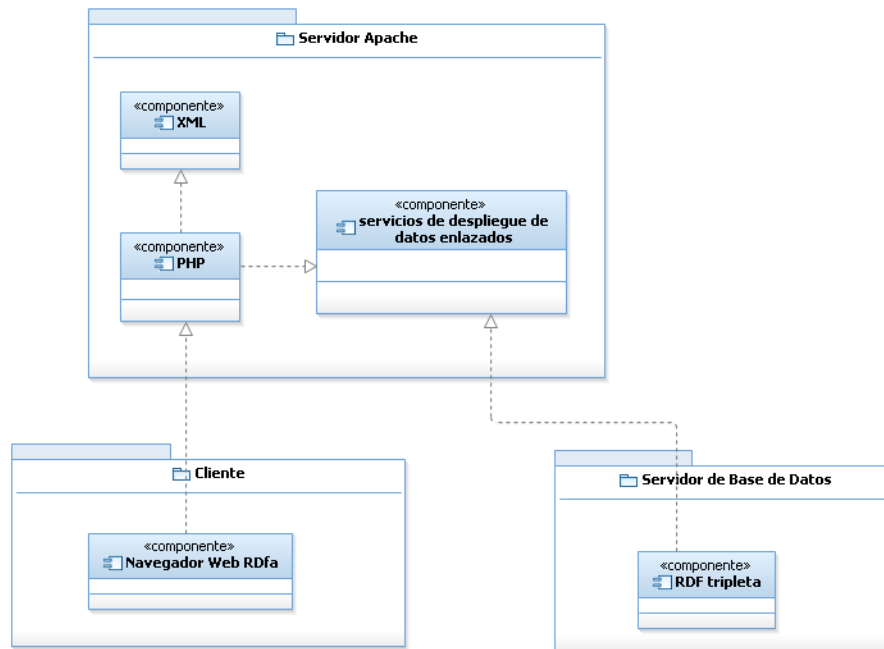 Servidor Apache
«componente»
XML
«componente»
servicios de despliegue de
datos enlazados
«componente»
PHP
Cliente
«componente»
Navegador Web RDfa
Servidor de Base de Datos
«componente»
RDF tripleta